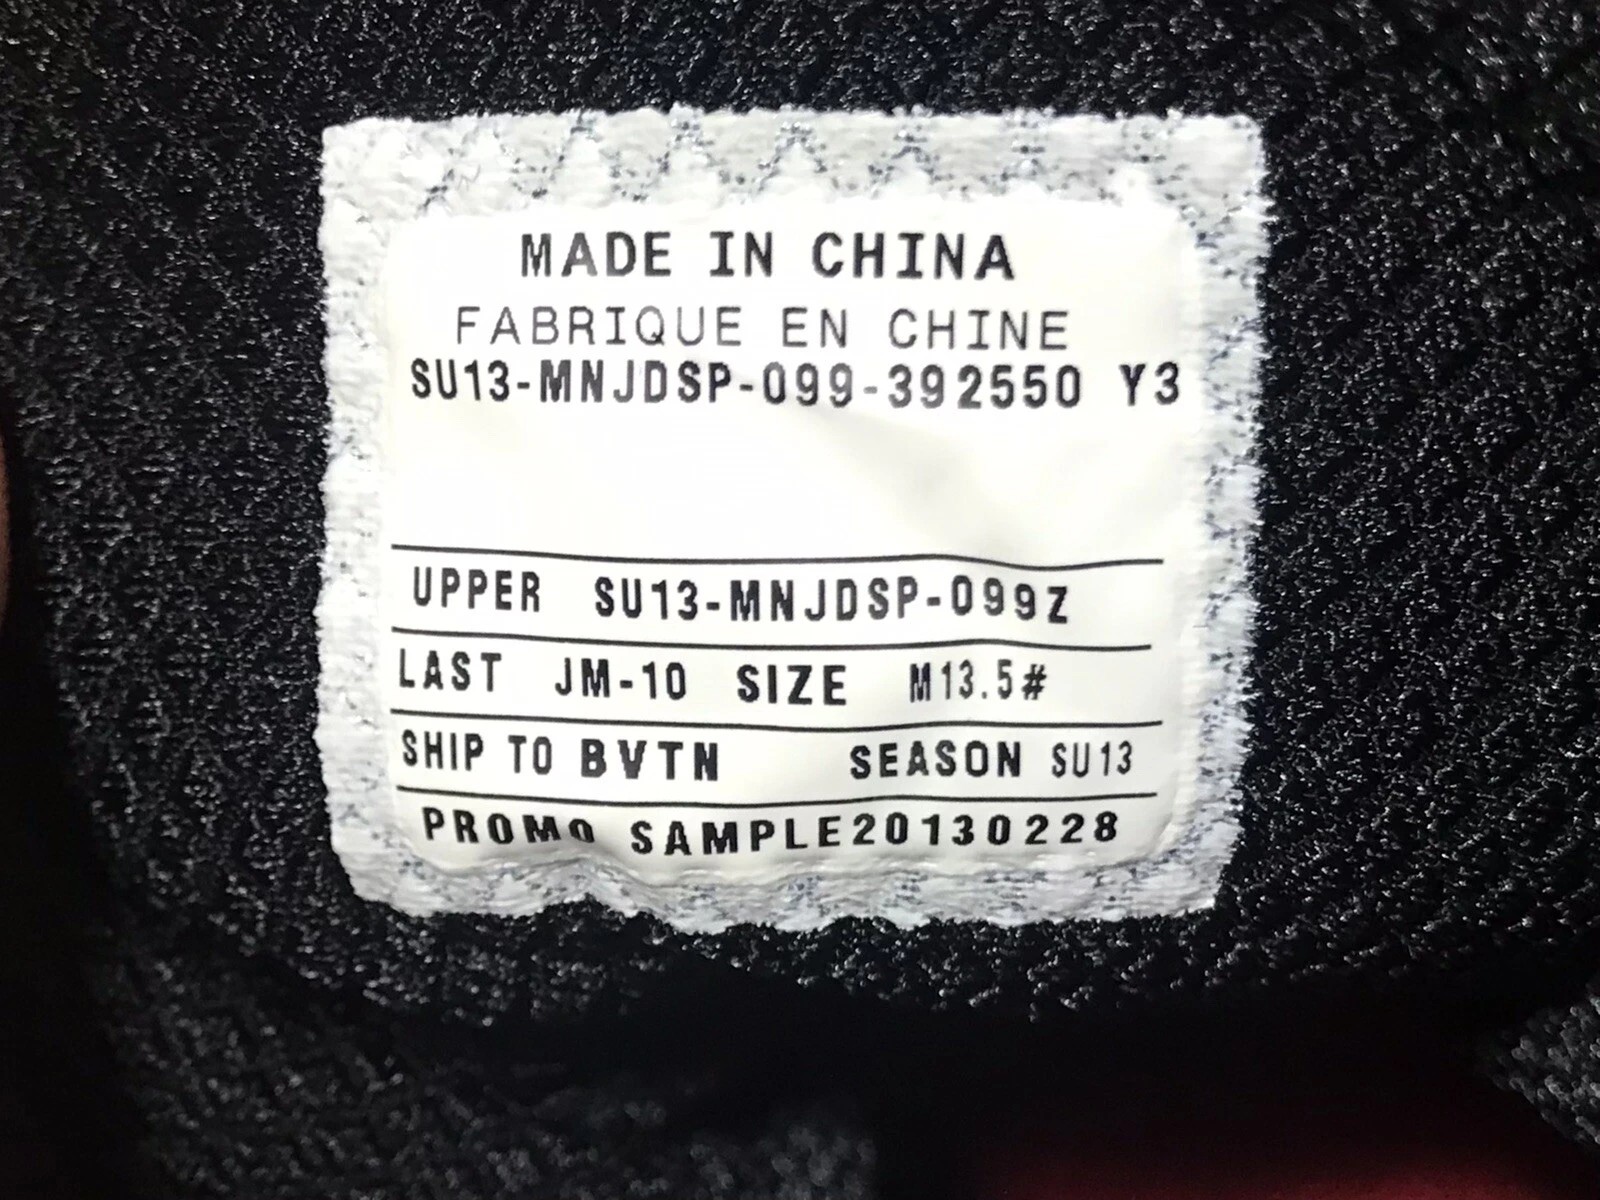 MADE IN CHINA
FABRIQUE EN CHINE
SU13-MNJDSP-099-392550 Y3
UPPER SU13-MNJDSP-099Z
LAST JM-10 SIZE M13.5#
SHIP TO BVTN SEASON SU13
PROMO SAMPLE20130228